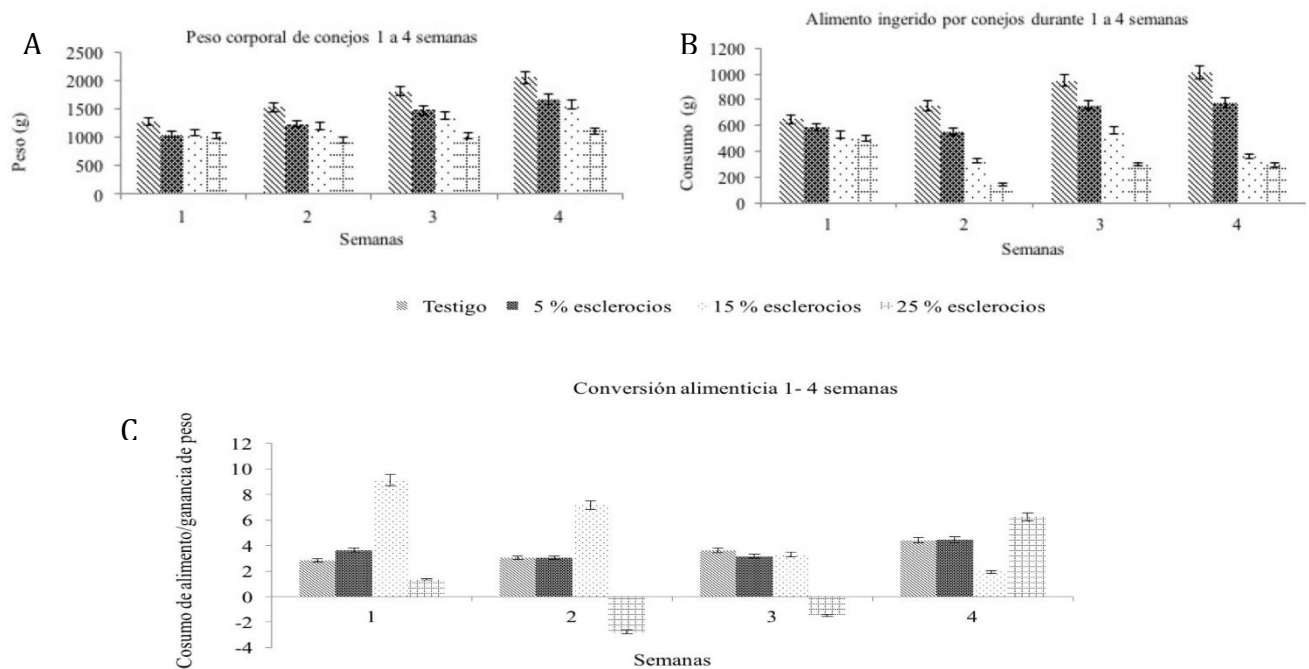 A
Peso corporal de conejos 1 a 4 semanas
2500
2000
1500
1000
500
0
Peso (g)
1 2 3 4
Semanas
B
Alimento ingerido por conejos durante 1 a 4 semanas
1200
1000
800
600
400
200
0
Consumo (g)
1 2 3 4
Semanas
Testigo 5 % esclerocios 15 % esclerocios 25 % esclerocios
Conversión alimenticia 1- 4 semanas
C
Cosumo de alimento/ganancia de peso
12
10
8
6
4
2
0
-2
-4
1 2 3 4
Semanas